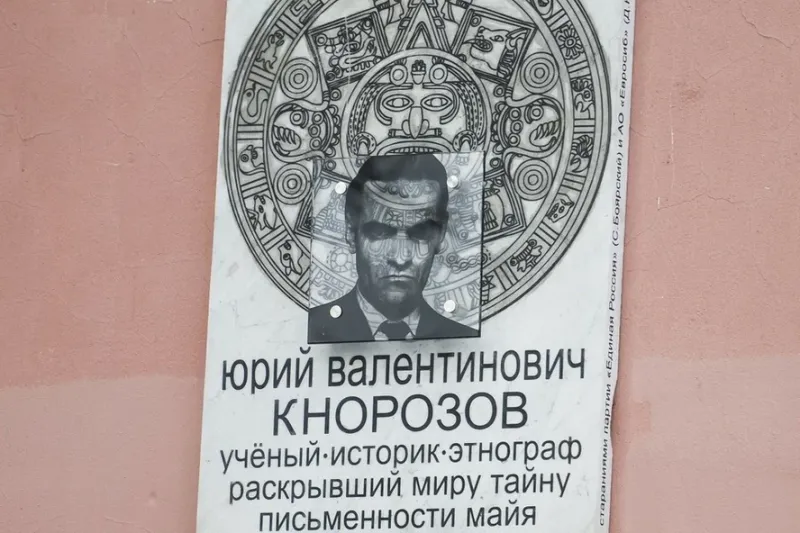 юрий валентинович
КНОРОЗОВ
учёный·историк·этнограф
раскрывший миру тайну
письменности майя
стараниями партии «Единая Россия» (С.Боярский) и АО «Евросиб» (Д.